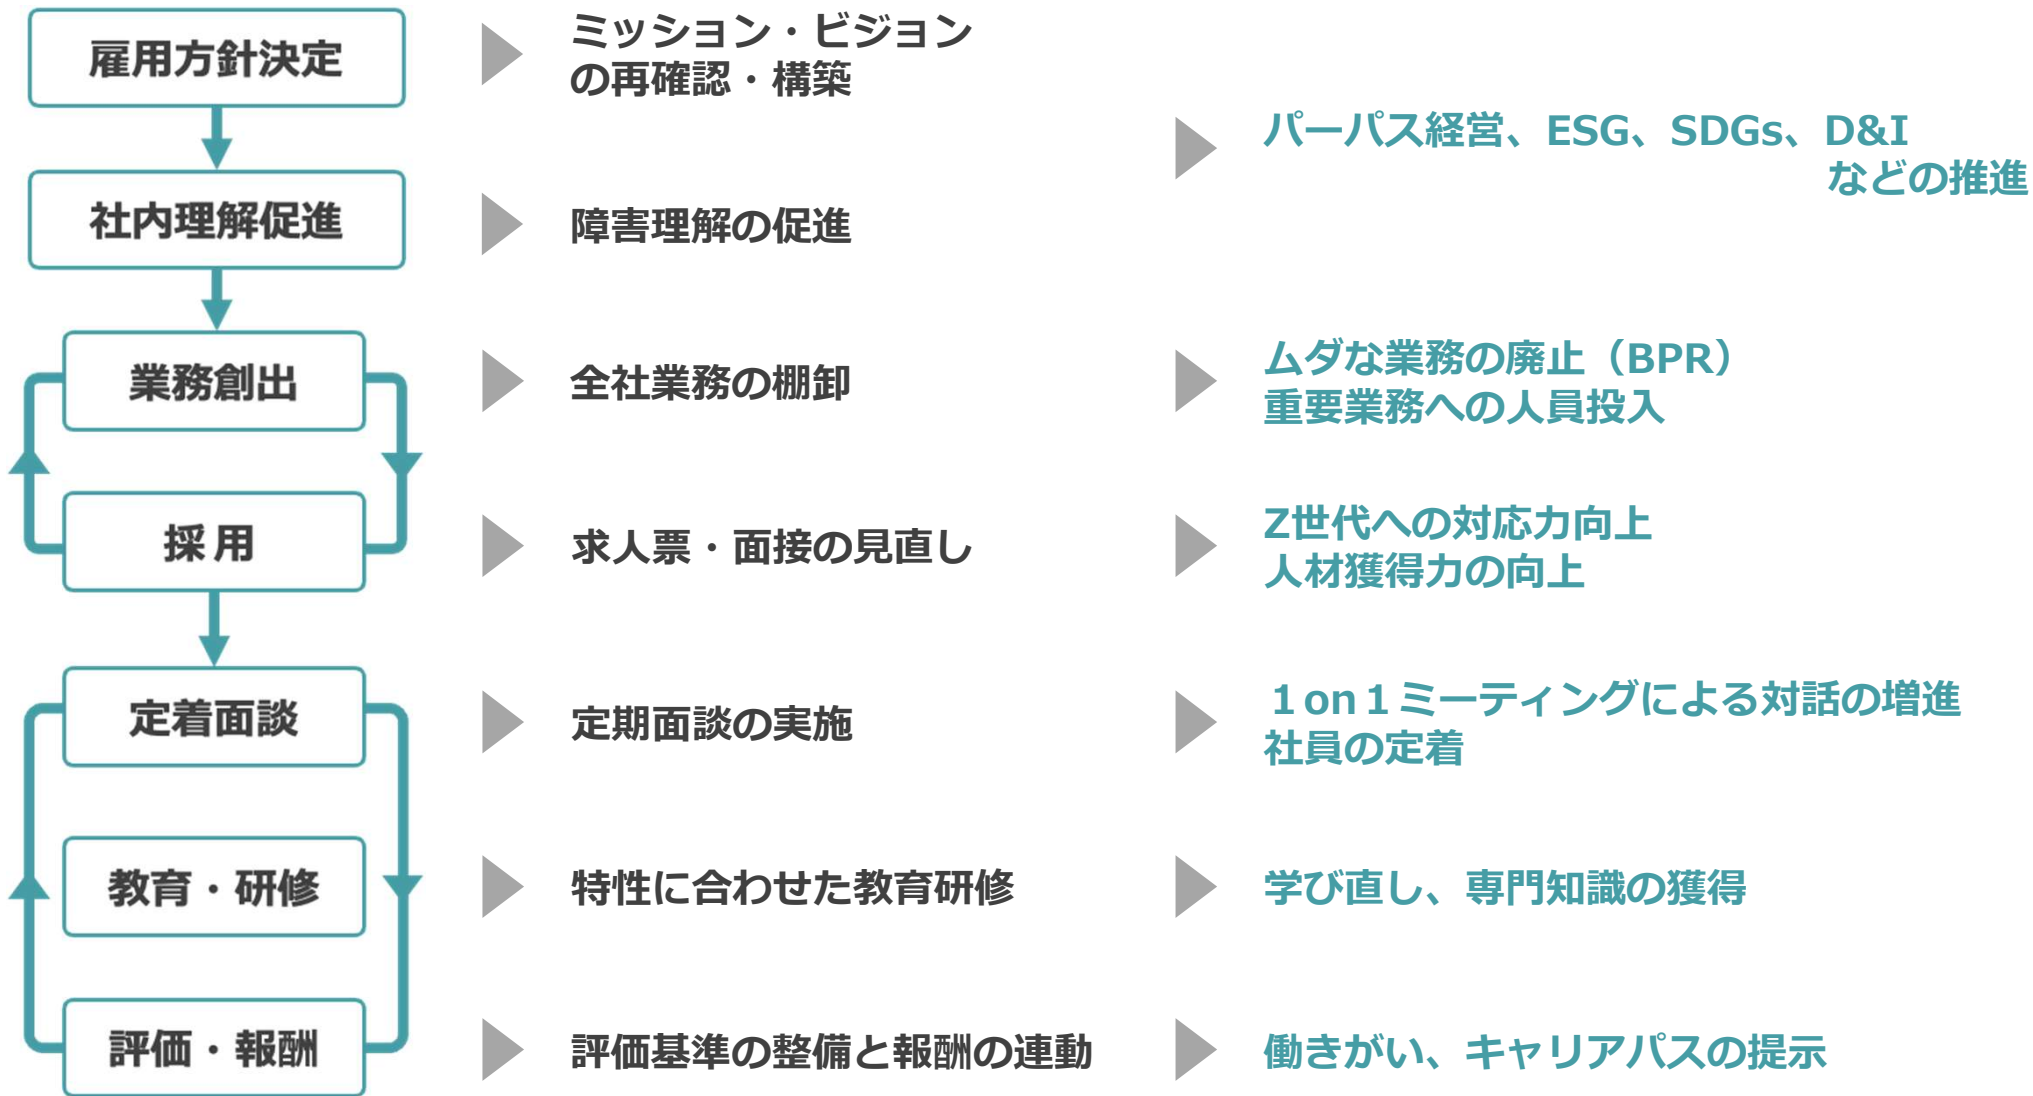 雇用方針決定
ミッション・ビジョン
の再確認・構築
パーパス経営、ESG、SDGs、D&I
などの推進
社内理解促進
障害理解の促進
業務創出
全社業務の棚卸
ムダな業務の廃止（BPR）
重要業務への人員投入
採用
求人票・面接の見直し
Z世代への対応力向上
人材獲得力の向上
定着面談
定期面談の実施
１on１ミーティングによる対話の増進
社員の定着
教育・研修
特性に合わせた教育研修
学び直し、専門知識の獲得
評価・報酬
評価基準の整備と報酬の連動
働きがい、キャリアパスの提示